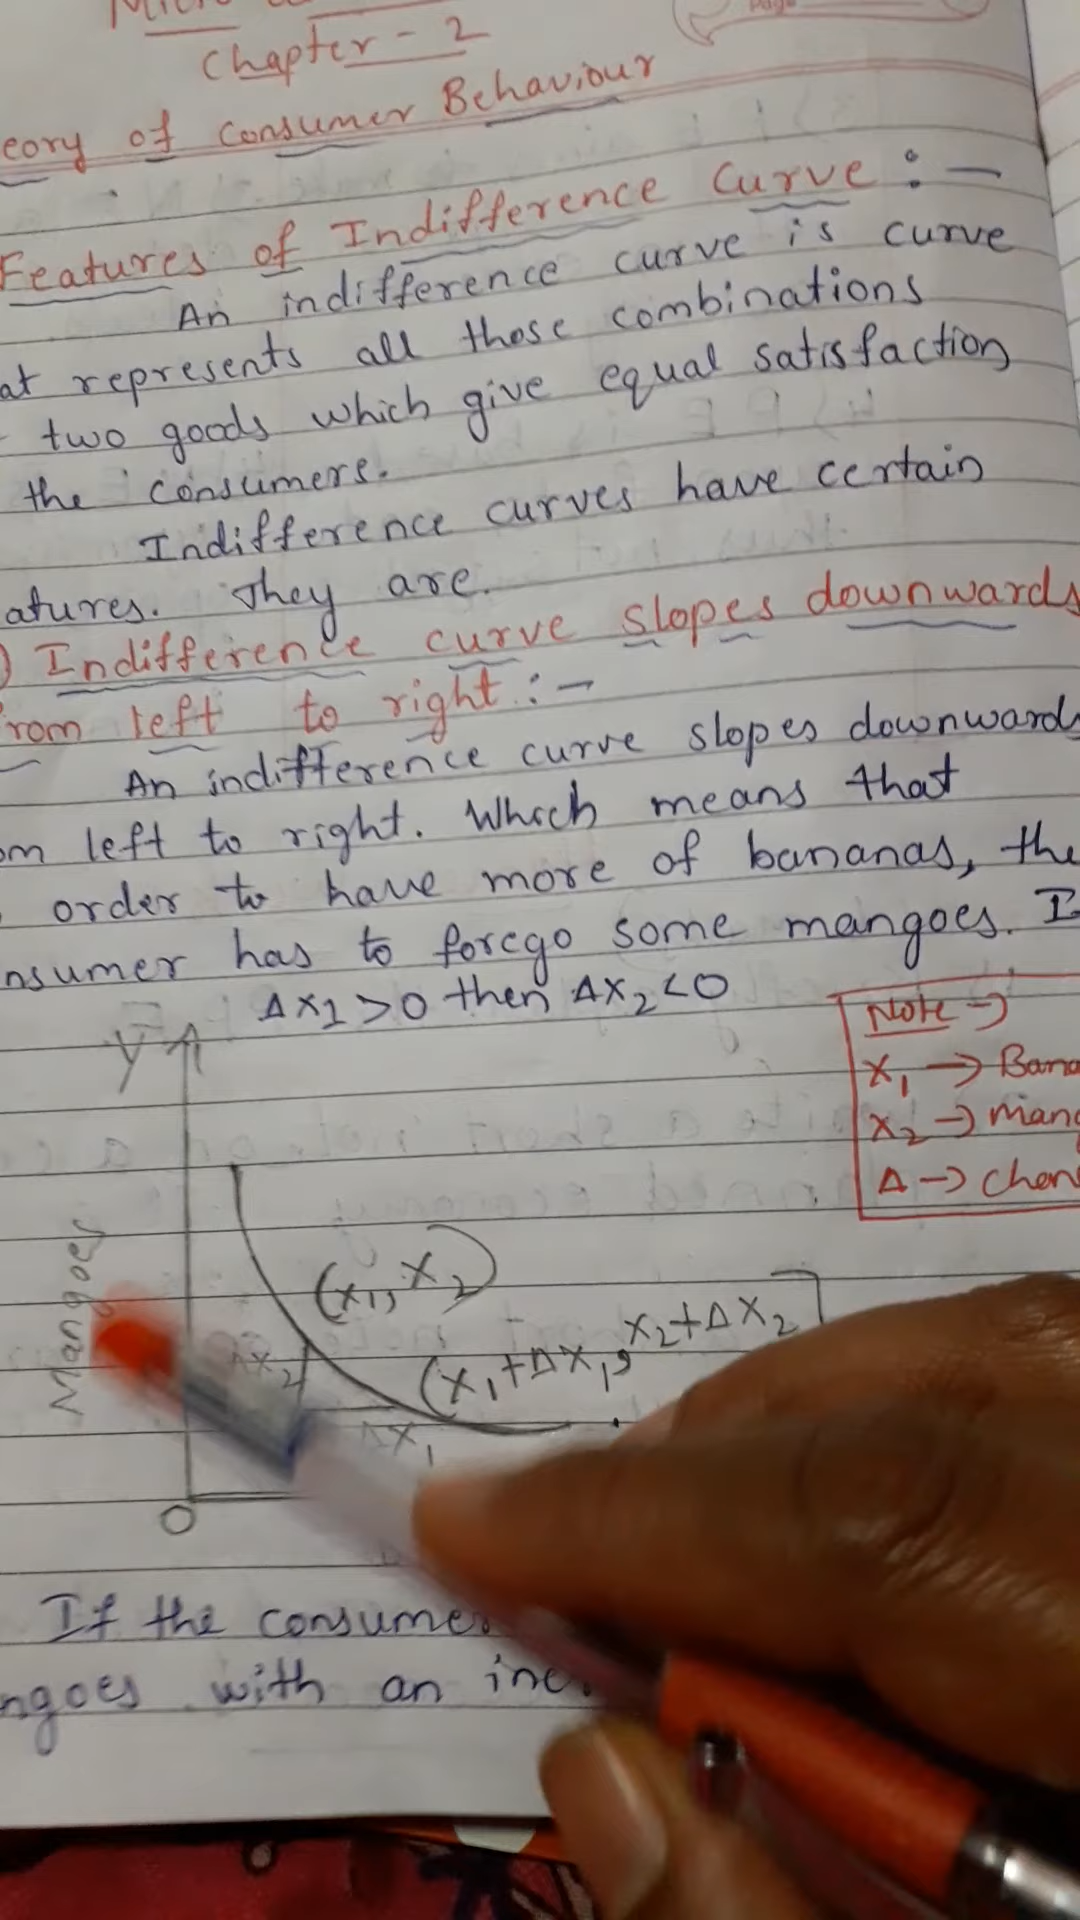 Chapter - 2
eory of Consumer Behaviour
Features of Indifference Curve : -
An indifference curve is curve
at represents all those combinations
two goods which give equal satisfaction
the consumers.
Indifference curves have certain
atures. They are.
) Indifference curve slopes downwards
rom left to right : -
An indifference curve slopes downwards
om left to right. Which means that
order to have more of bananas, the
nsumer has to forego some mangoes. I
Δx1 >0 then Δx2 <0
Note →
x1 → Bana
x2 → mang
Δ → chan
Y
Mangoes
(x1, x2)
(x1+Δx1, x2+Δx2
Δx2
Δx1
O
If the consumer
ngoes with an inc